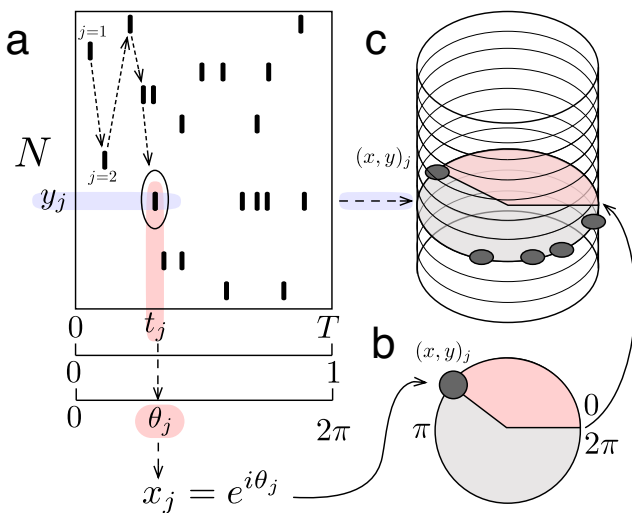 a
j=1
N
j=2
y_j
0
t_j
T
0
1
0
θ_j
2π
x_j = e^{iθ_j}
c
(x, y)_j
b
(x, y)_j
π
0
2π